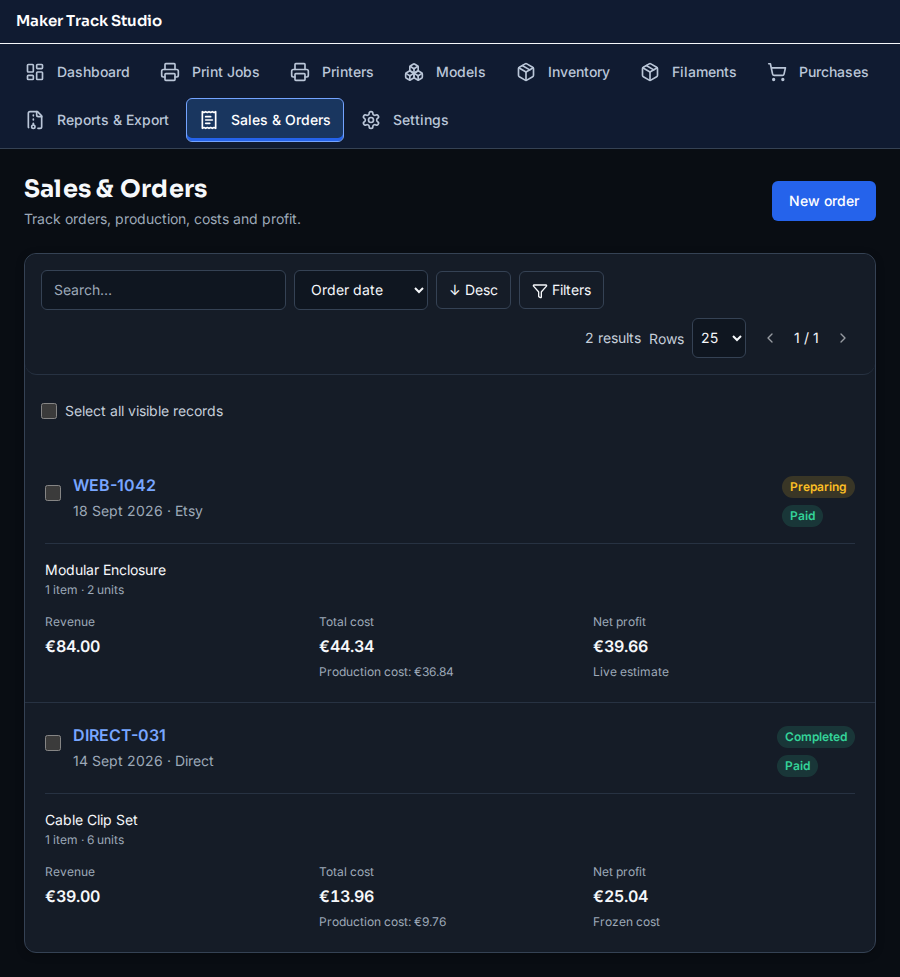 Maker Track Studio
Dashboard Print Jobs Printers Models Inventory Filaments Purchases
Reports & Export Sales & Orders Settings
Sales & Orders
Track orders, production, costs and profit.
New order
Search... Order date ↓ Desc Filters
2 results Rows 25 1 / 1
Select all visible records
WEB-1042
Preparing
18 Sept 2026 · Etsy
Paid
Modular Enclosure
1 item · 2 units
Revenue Total cost Net profit
€84.00 €44.34 €39.66
Production cost: €36.84 Live estimate
DIRECT-031
Completed
14 Sept 2026 · Direct
Paid
Cable Clip Set
1 item · 6 units
Revenue Total cost Net profit
€39.00 €13.96 €25.04
Production cost: €9.76 Frozen cost